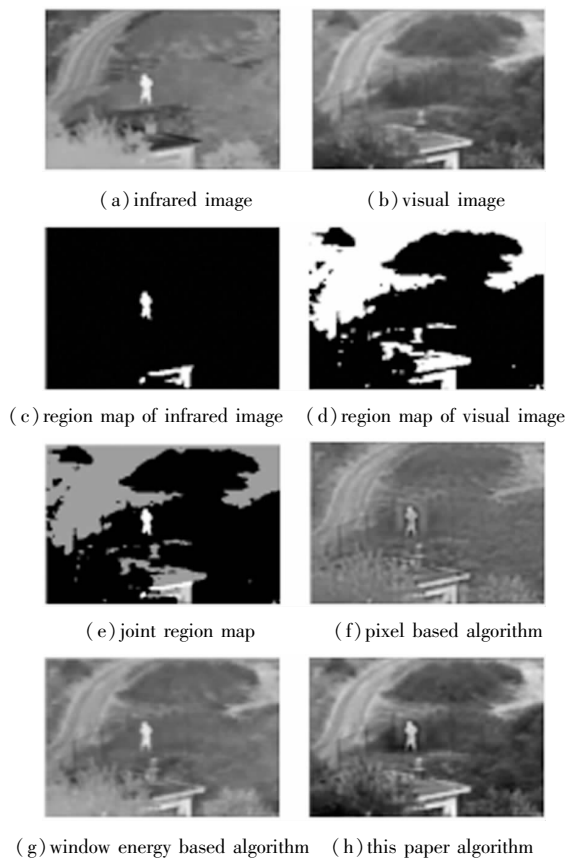 (a)infrared image
(b)visual image
(c)region map of infrared image
(d)region map of visual image
(e)joint region map
(f)pixel based algorithm
(g)window energy based algorithm
(h)this paper algorithm